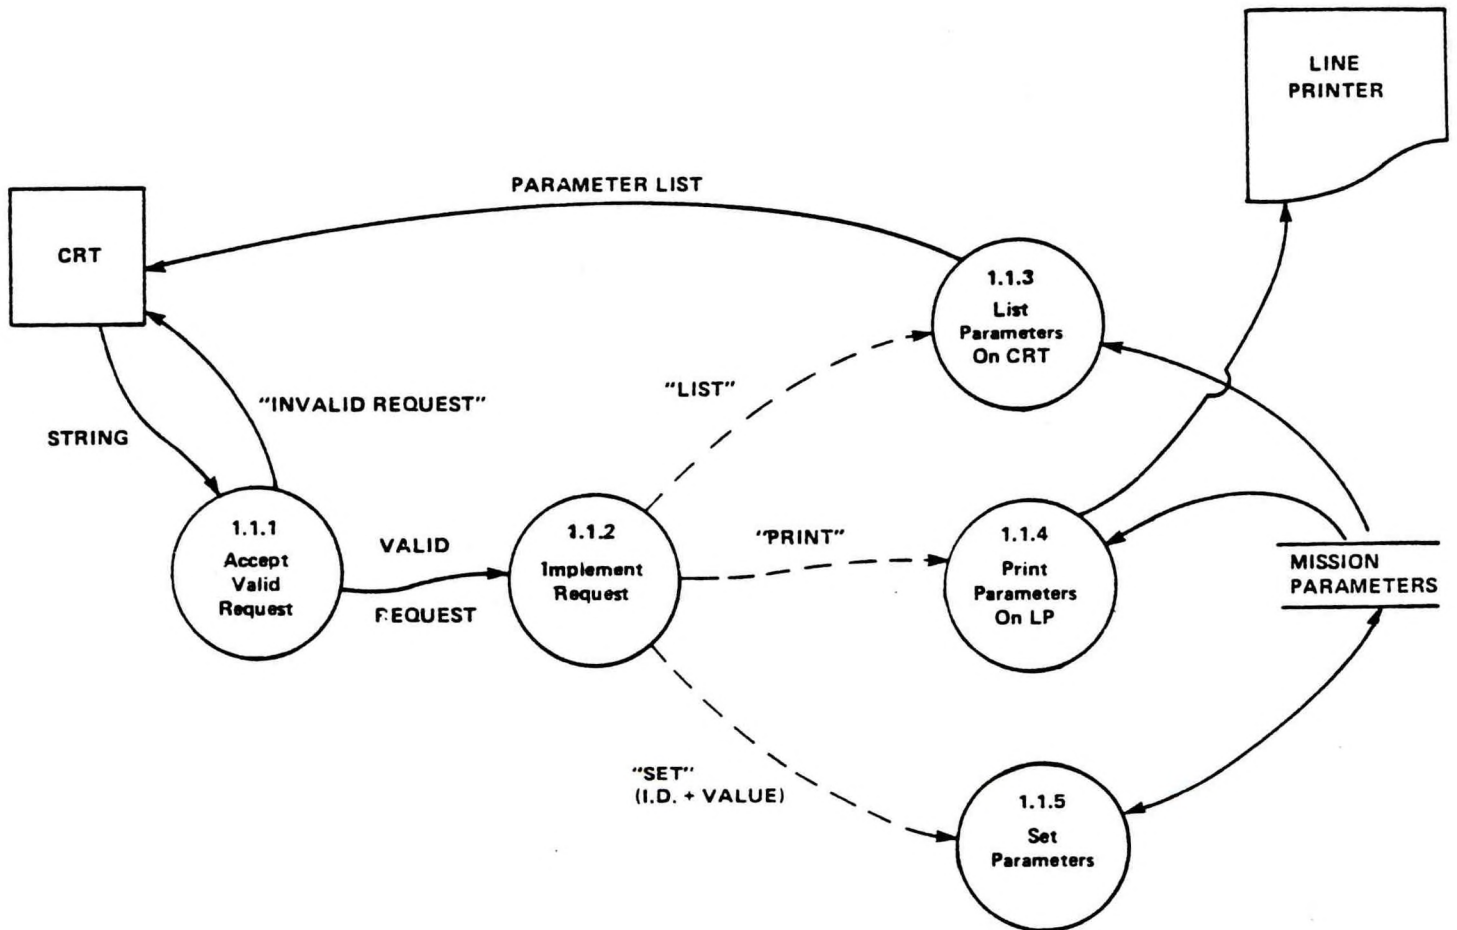 LINE
PRINTER
PARAMETER LIST
CRT
1.1.3
List
Parameters
On CRT
"LIST"
"INVALID REQUEST"
STRING
1.1.1
Accept
Valid
Request
VALID
REQUEST
1.1.2
Implement
Request
"PRINT"
1.1.4
Print
Parameters
On LP
MISSION
PARAMETERS
"SET"
(I.D. + VALUE)
1.1.5
Set
Parameters